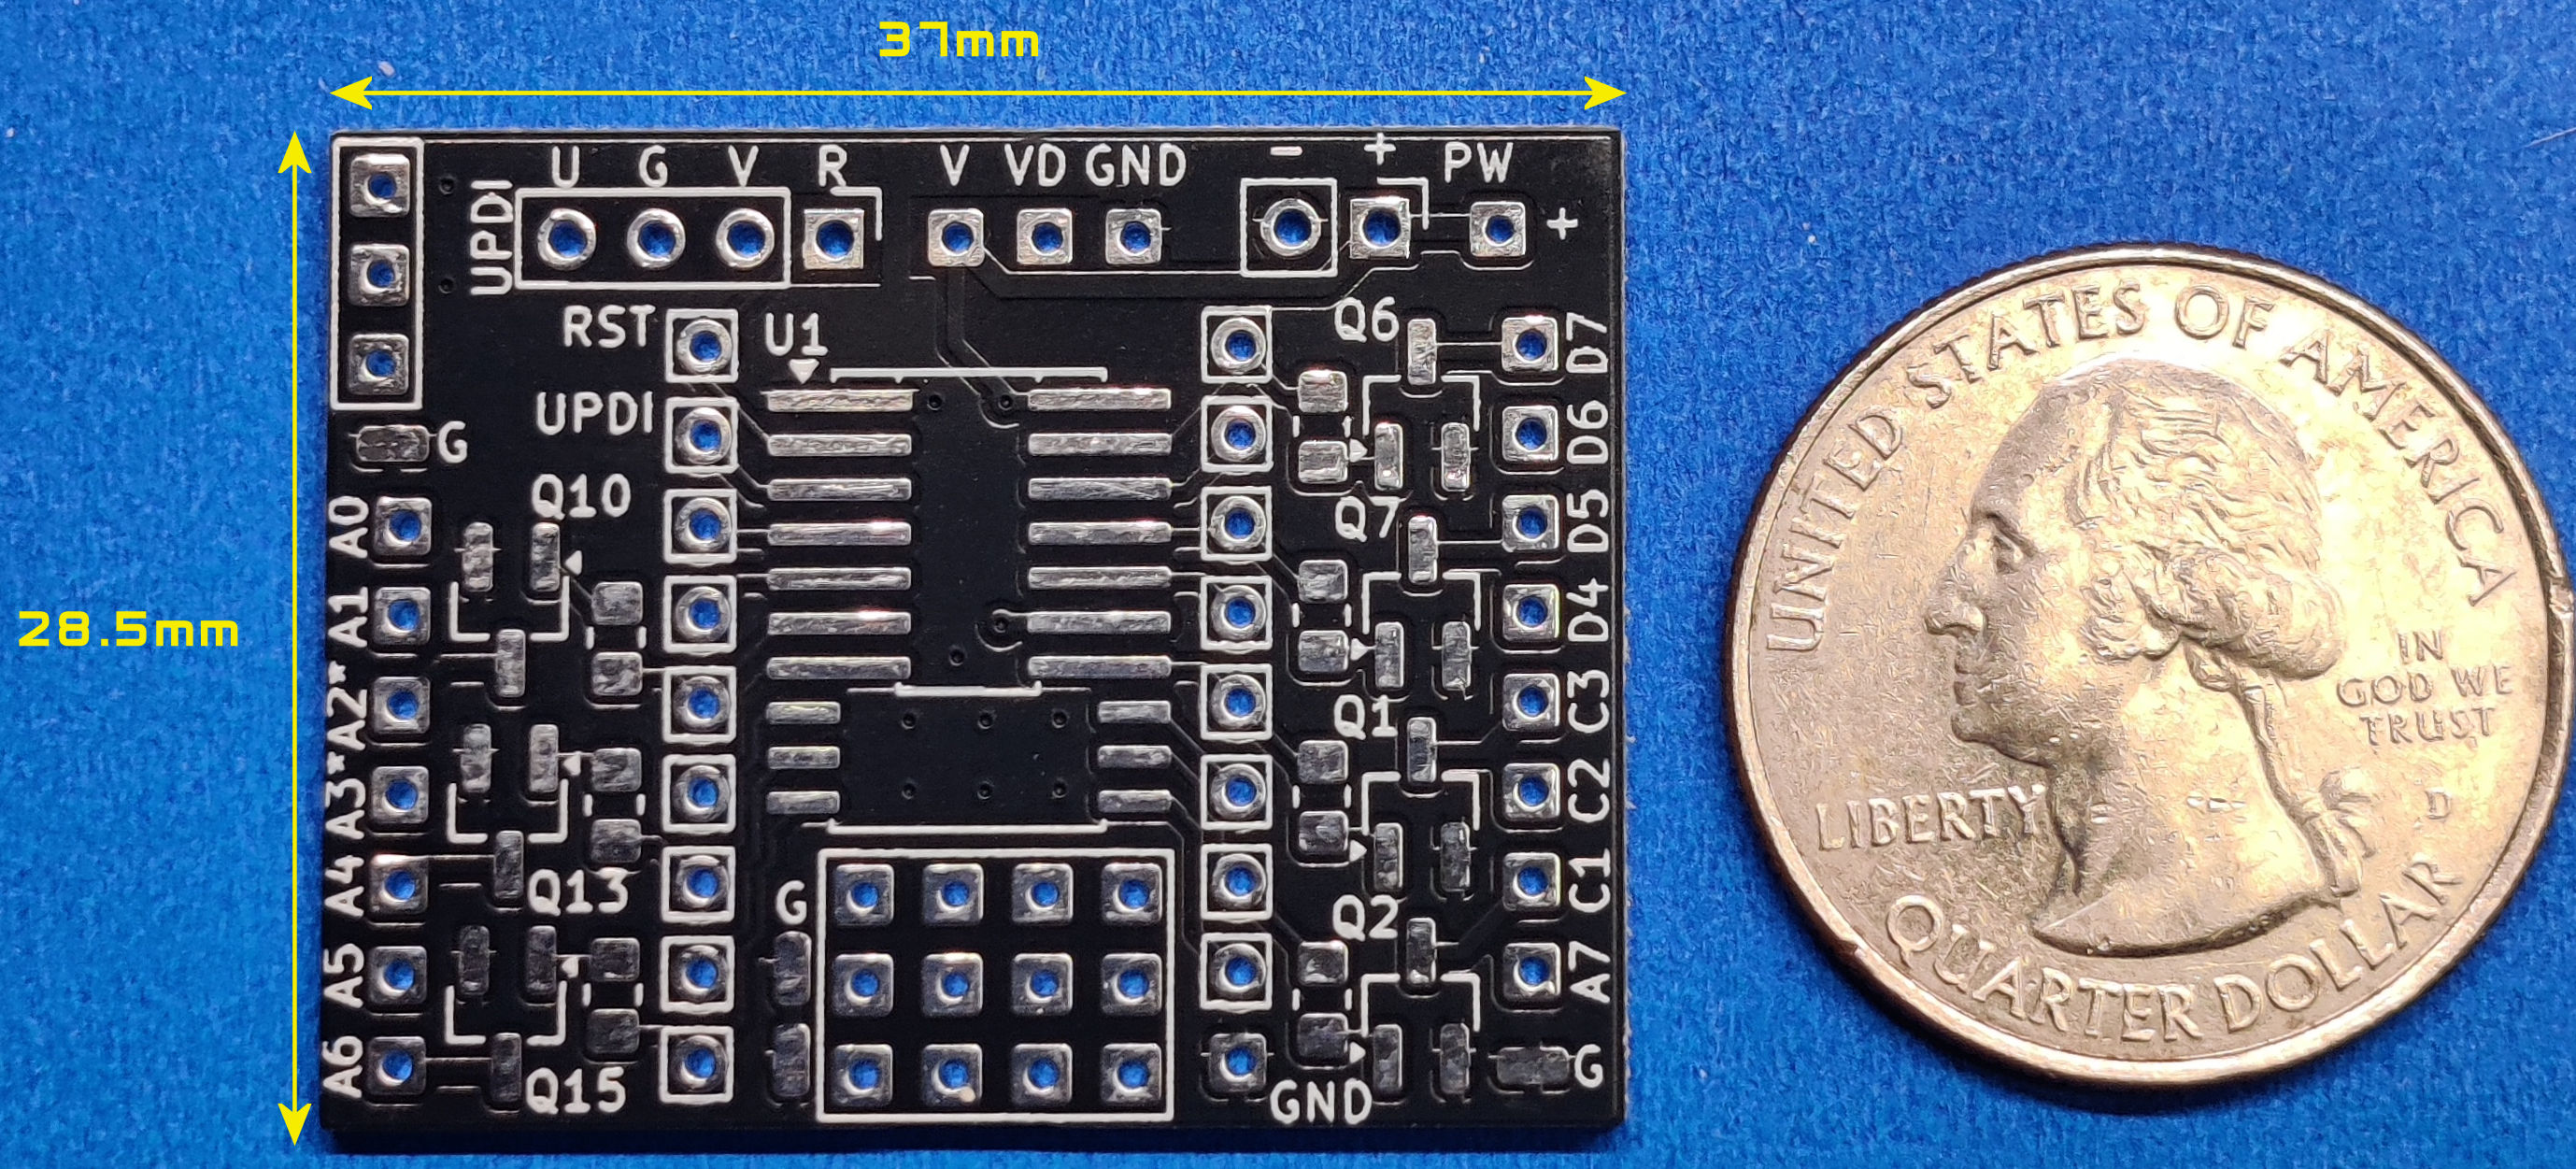 37mm
28.5mm
U G V R V VD GND - + PW
UPDI
+
RST
U1
UPDI
G
Q10
A0
A1
A2*
A3*
A4
A5
A6
Q13
Q15
G
Q6
Q7
Q1
Q2
GND
D7
D6
D5
D4
C3
C2
C1
A7
G
UNITED STATES OF AMERICA
IN
GOD WE
TRUST
LIBERTY
D
QUARTER DOLLAR